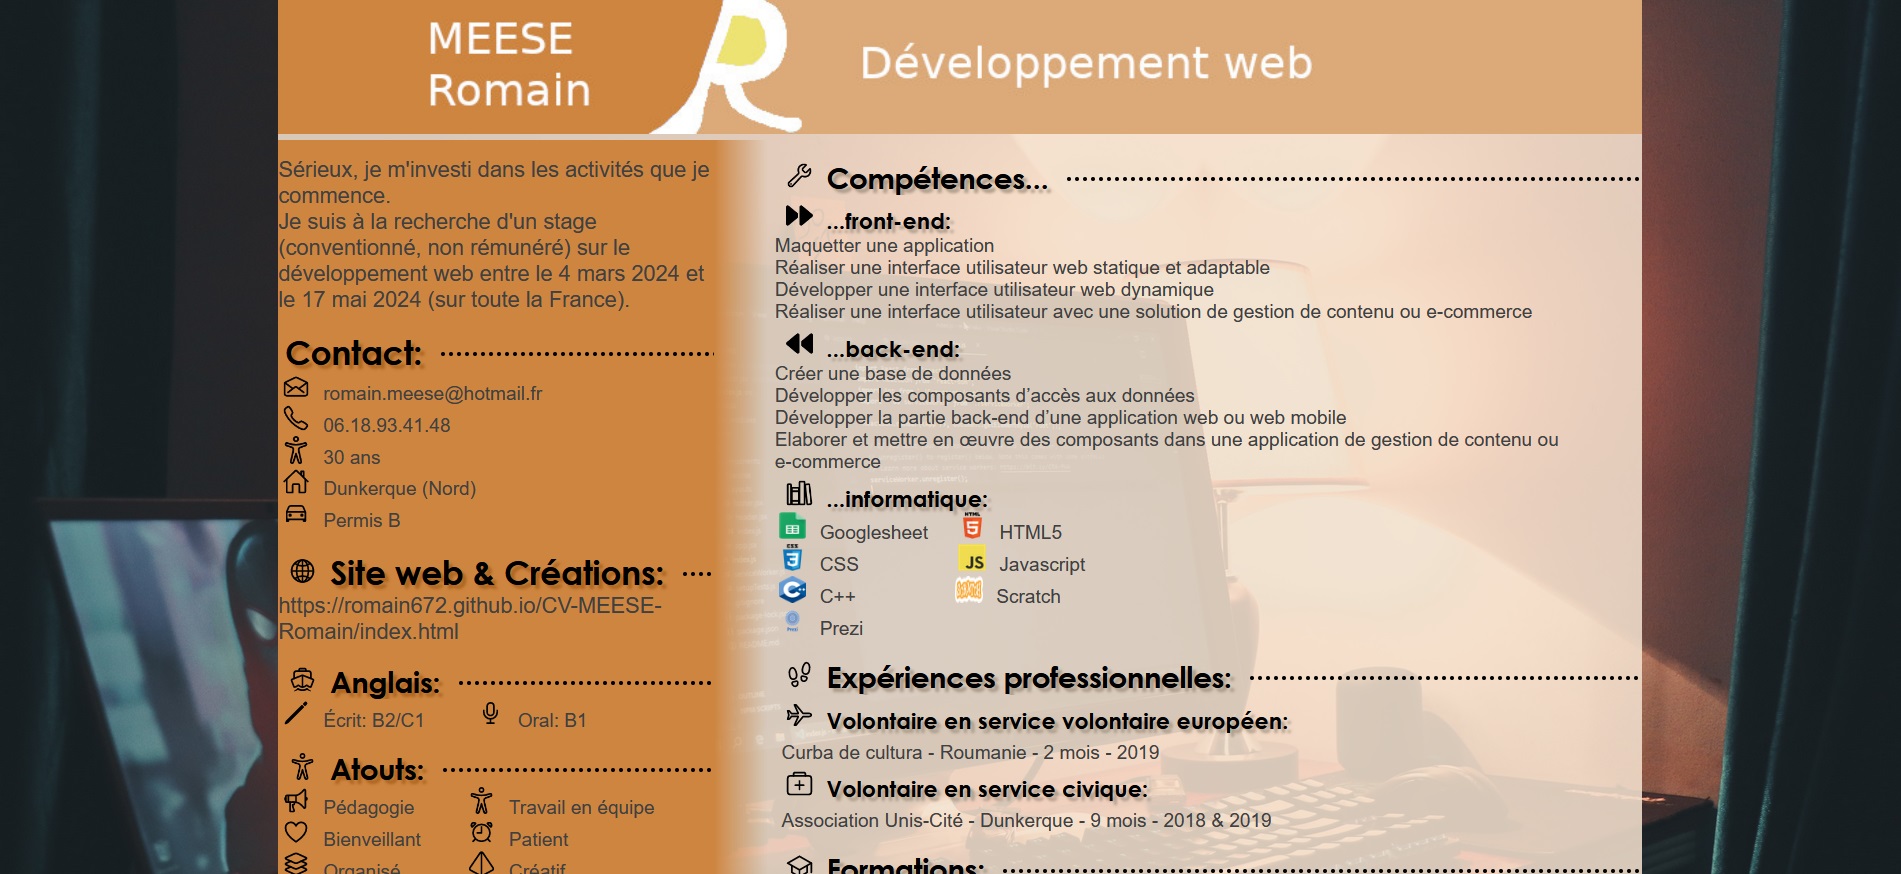 MEESE
Romain
Développement web
Sérieux, je m'investi dans les activités que je
commence.
Je suis à la recherche d'un stage
(conventionné, non rémunéré) sur le
développement web entre le 4 mars 2024 et
le 17 mai 2024 (sur toute la France).
Contact:
romain.meese@hotmail.fr
06.18.93.41.48
30 ans
Dunkerque (Nord)
Permis B
Site web & Créations:
https://romain672.github.io/CV-MEESE-
Romain/index.html
Anglais:
Écrit: B2/C1 Oral: B1
Atouts:
Pédagogie Travail en équipe
Bienveillant Patient
Organisé Créatif
Compétences...
...front-end:
Maquetter une application
Réaliser une interface utilisateur web statique et adaptable
Développer une interface utilisateur web dynamique
Réaliser une interface utilisateur avec une solution de gestion de contenu ou e-commerce
...back-end:
Créer une base de données
Développer les composants d’accès aux données
Développer la partie back-end d’une application web ou web mobile
Elaborer et mettre en œuvre des composants dans une application de gestion de contenu ou
e-commerce
...informatique:
Googlesheet HTML5
CSS Javascript
C++ Scratch
Prezi
Expériences professionnelles:
Volontaire en service volontaire européen:
Curba de cultura - Roumanie - 2 mois - 2019
Volontaire en service civique:
Association Unis-Cité - Dunkerque - 9 mois - 2018 & 2019
Formations: